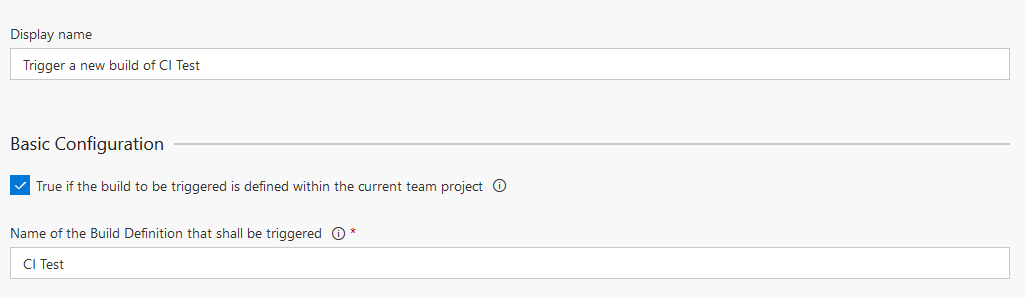 Display name
Trigger a new build of CI Test
Basic Configuration
True if the build to be triggered is defined within the current team project
Name of the Build Definition that shall be triggered *
CI Test